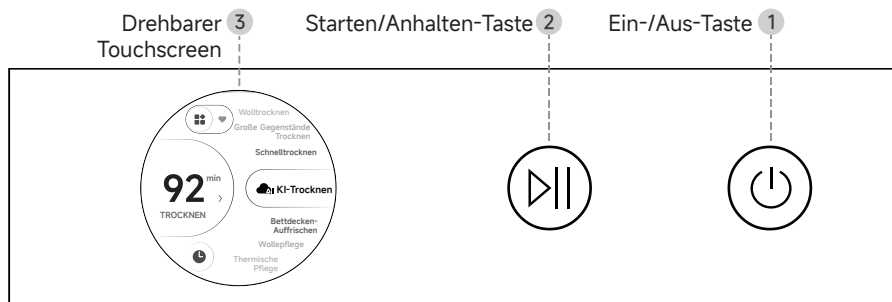 Drehbarer 3
Touchscreen
Starten/Anhalten-Taste 2
Ein-/Aus-Taste 1
Wolltrocknen
Große Gegenstände
Trocknen
Schnelltrocknen
92 min
TROCKNEN
AI KI-Trocknen
Bettdecken-
Auffrischen
Wollepflege
Thermische
Pflege